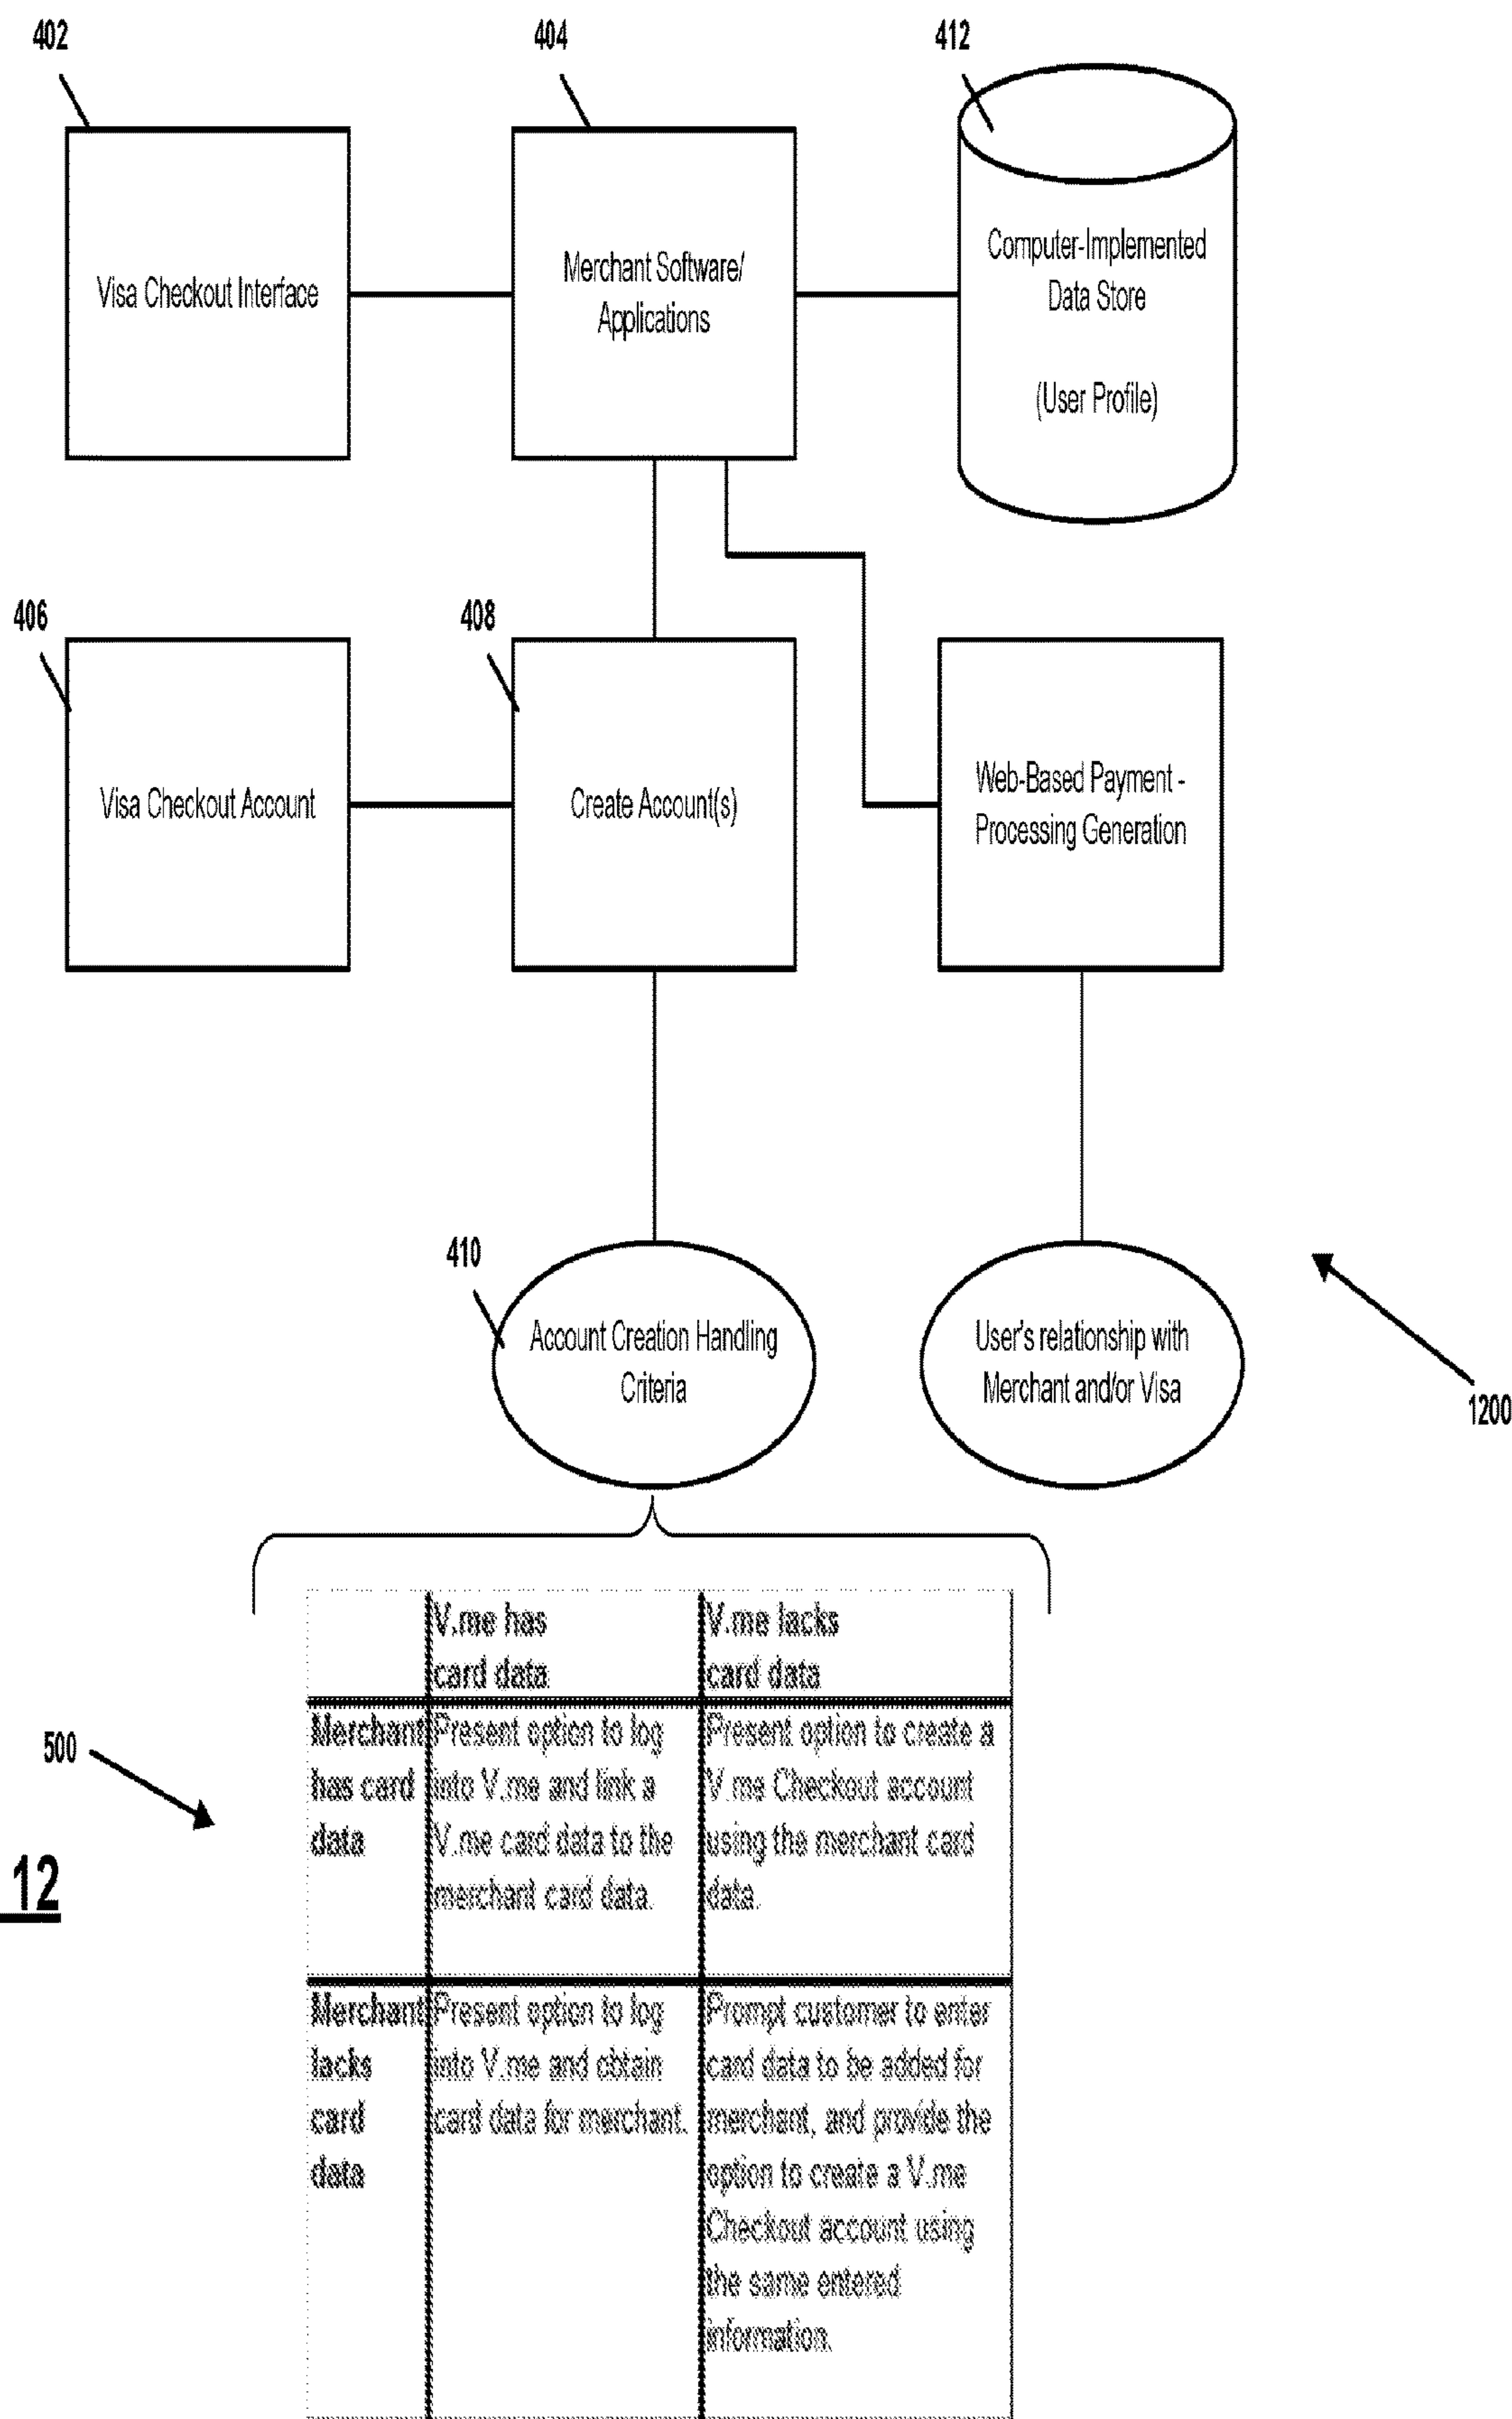 402
404
412
Visa Checkout Interface
Merchant Software/
Applications
Computer-Implemented
Data Store
(User Profile)
406
408
Visa Checkout Account
Create Account(s)
Web-Based Payment -
Processing Generation
410
Account Creation Handling
Criteria
User's relationship with
Merchant and/or Visa
1200
500
12
V.me has
card data
V.me lacks
card data
Merchant
has card
data
Present option to log
into V.me and link a
V.me card data to the
merchant card data.
Present option to create a
V.me Checkout account
using the merchant card
data.
Merchant
lacks
card
data
Present option to log
into V.me and obtain
card data for merchant.
Prompt customer to enter
card data to be added for
merchant, and provide the
option to create a V.me
Checkout account using
the same entered
information.